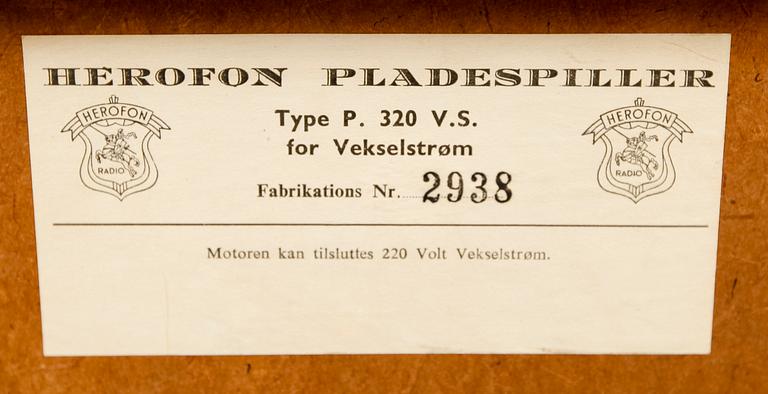 HEROFON PLADESPILLER
HEROFON
RADIO
Type P. 320 V.S.
for Vekselstrøm
Fabrikations Nr. 2938
HEROFON
RADIO
Motoren kan tilsluttes 220 Volt Vekselstrøm.